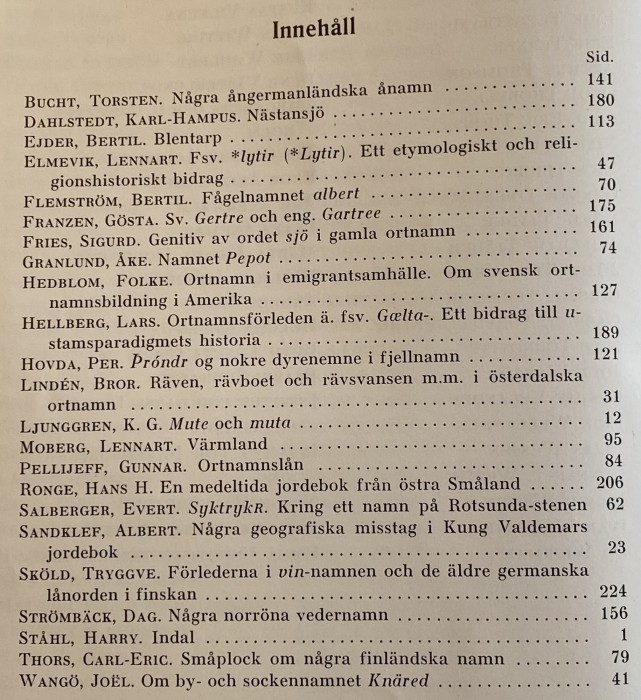 Innehåll
Sid.
BUCHT, TORSTEN. Några ångermanländska ånamn .............. 141
DAHLSTEDT, KARL-HAMPUS. Nästansjö .............. 180
EJDER, BERTIL. Blentarp .............. 113
ELMEVIK, LENNART. Fsv. *lytir (*Lytir). Ett etymologiskt och reli-
gionshistoriskt bidrag .............. 47
FLEMSTRÖM, BERTIL. Fågelnamnet albert .............. 70
FRANZEN, GÖSTA. Sv. Gertre och eng. Gartree .............. 175
FRIES, SIGURD. Genitiv av ordet sjö i gamla ortnamn .............. 161
GRANLUND, ÅKE. Namnet Pepot .............. 74
HEDBLOM, FOLKE. Ortnamn i emigrantsamhälle. Om svensk ort-
namnsbildning i Amerika .............. 127
HELLBERG, LARS. Ortnamnsförleden ä. fsv. Gælta-. Ett bidrag till u-
stamsparadigmets historia .............. 189
HOVDA, PER. Þróndr og nokre dyrenemne i fjellnamn .............. 121
LINDÉN, BROR. Räven, rävboet och rävsvansen m.m. i österdalska
ortnamn .............. 31
LJUNGGREN, K. G. Mute och muta .............. 12
MOBERG, LENNART. Värmland .............. 95
PELLIJEFF, GUNNAR. Ortnamnslån .............. 84
RONGE, HANS H. En medeltida jordebok från östra Småland ...... 206
SALBERGER, EVERT. SyktrykR. Kring ett namn på Rotsunda-stenen 62
SANDKLEF, ALBERT. Några geografiska misstag i Kung Valdemars
jordebok .............. 23
SKÖLD, TRYGGVE. Förlederna i vin-namnen och de äldre germanska
lånorden i finskan .............. 224
STRÖMBÄCK, DAG. Några norröna vedernamn .............. 156
STÅHL, HARRY. Indal .............. 1
THORS, CARL-ERIC. Småplock om några finländska namn ........ 79
WANGÖ, JOËL. Om by- och sockennamnet Knäred .............. 41